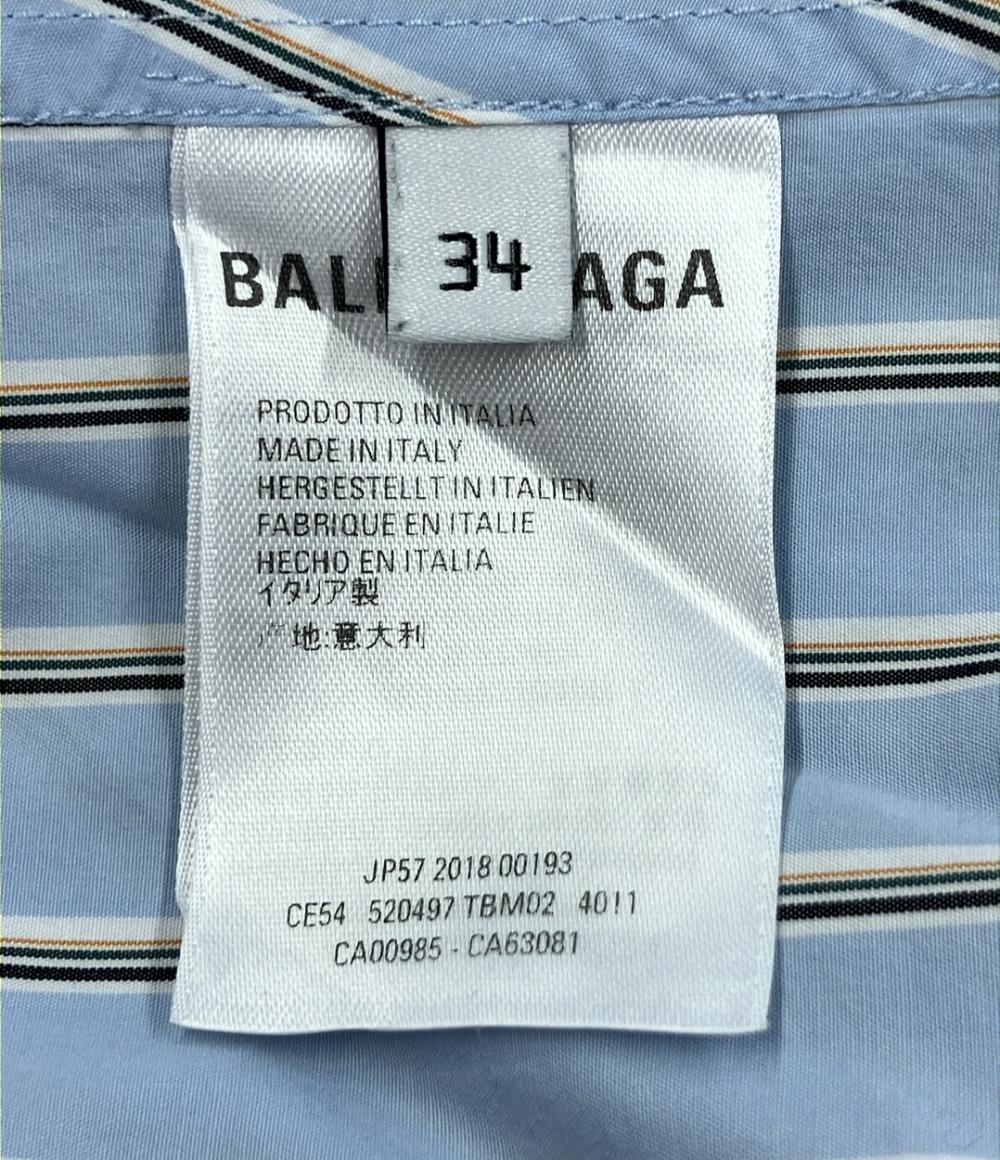 34
BAL AGA
PRODOTTO IN ITALIA
MADE IN ITALY
HERGESTELLT IN ITALIEN
FABRIQUE EN ITALIE
HECHO EN ITALIA
イタリア製
产地:意大利
JP57 2018 00193
CE54 520497 TBM02 4011
CA00985 - CA63081